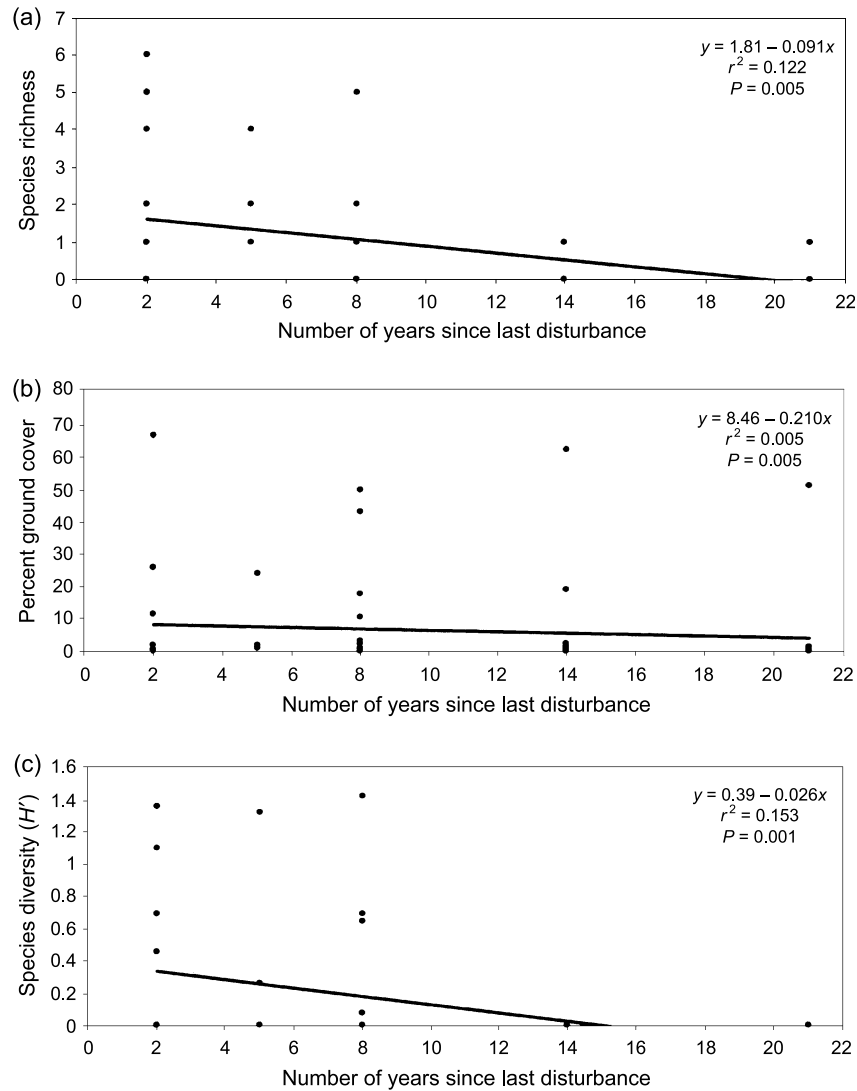 (a)
7
6
5
4
3
2
1
0
Species richness
y = 1.81 – 0.091x
r² = 0.122
P = 0.005
0 2 4 6 8 10 12 14 16 18 20 22
Number of years since last disturbance
(b)
80
70
60
50
40
30
20
10
0
Percent ground cover
y = 8.46 – 0.210x
r² = 0.005
P = 0.005
0 2 4 6 8 10 12 14 16 18 20 22
Number of years since last disturbance
(c)
1.6
1.4
1.2
1
0.8
0.6
0.4
0.2
0
Species diversity (H′)
y = 0.39 – 0.026x
r² = 0.153
P = 0.001
0 2 4 6 8 10 12 14 16 18 20 22
Number of years since last disturbance